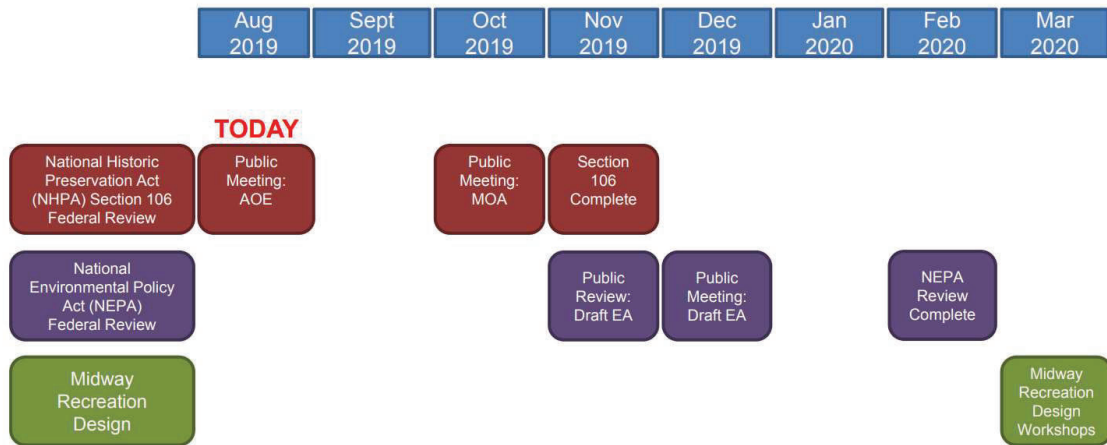 Aug
2019
Sept
2019
Oct
2019
Nov
2019
Dec
2019
Jan
2020
Feb
2020
Mar
2020
TODAY
National Historic
Preservation Act
(NHPA) Section 106
Federal Review
Public
Meeting:
AOE
Public
Meeting:
MOA
Section
106
Complete
National
Environmental Policy
Act (NEPA)
Federal Review
Public
Review:
Draft EA
Public
Meeting:
Draft EA
NEPA
Review
Complete
Midway
Recreation
Design
Midway
Recreation
Design
Workshops